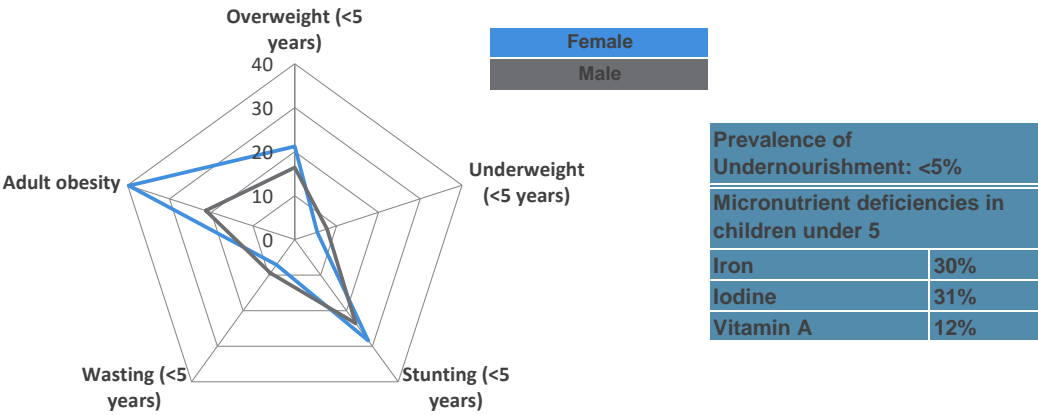 Overweight (<5
years)
40
30
20
10
0
Underweight
(<5 years)
Stunting (<5
years)
Wasting (<5
years)
Adult obesity
Female
Male
Prevalence of
Undernourishment: <5%
Micronutrient deficiencies in
children under 5
Iron 30%
Iodine 31%
Vitamin A 12%